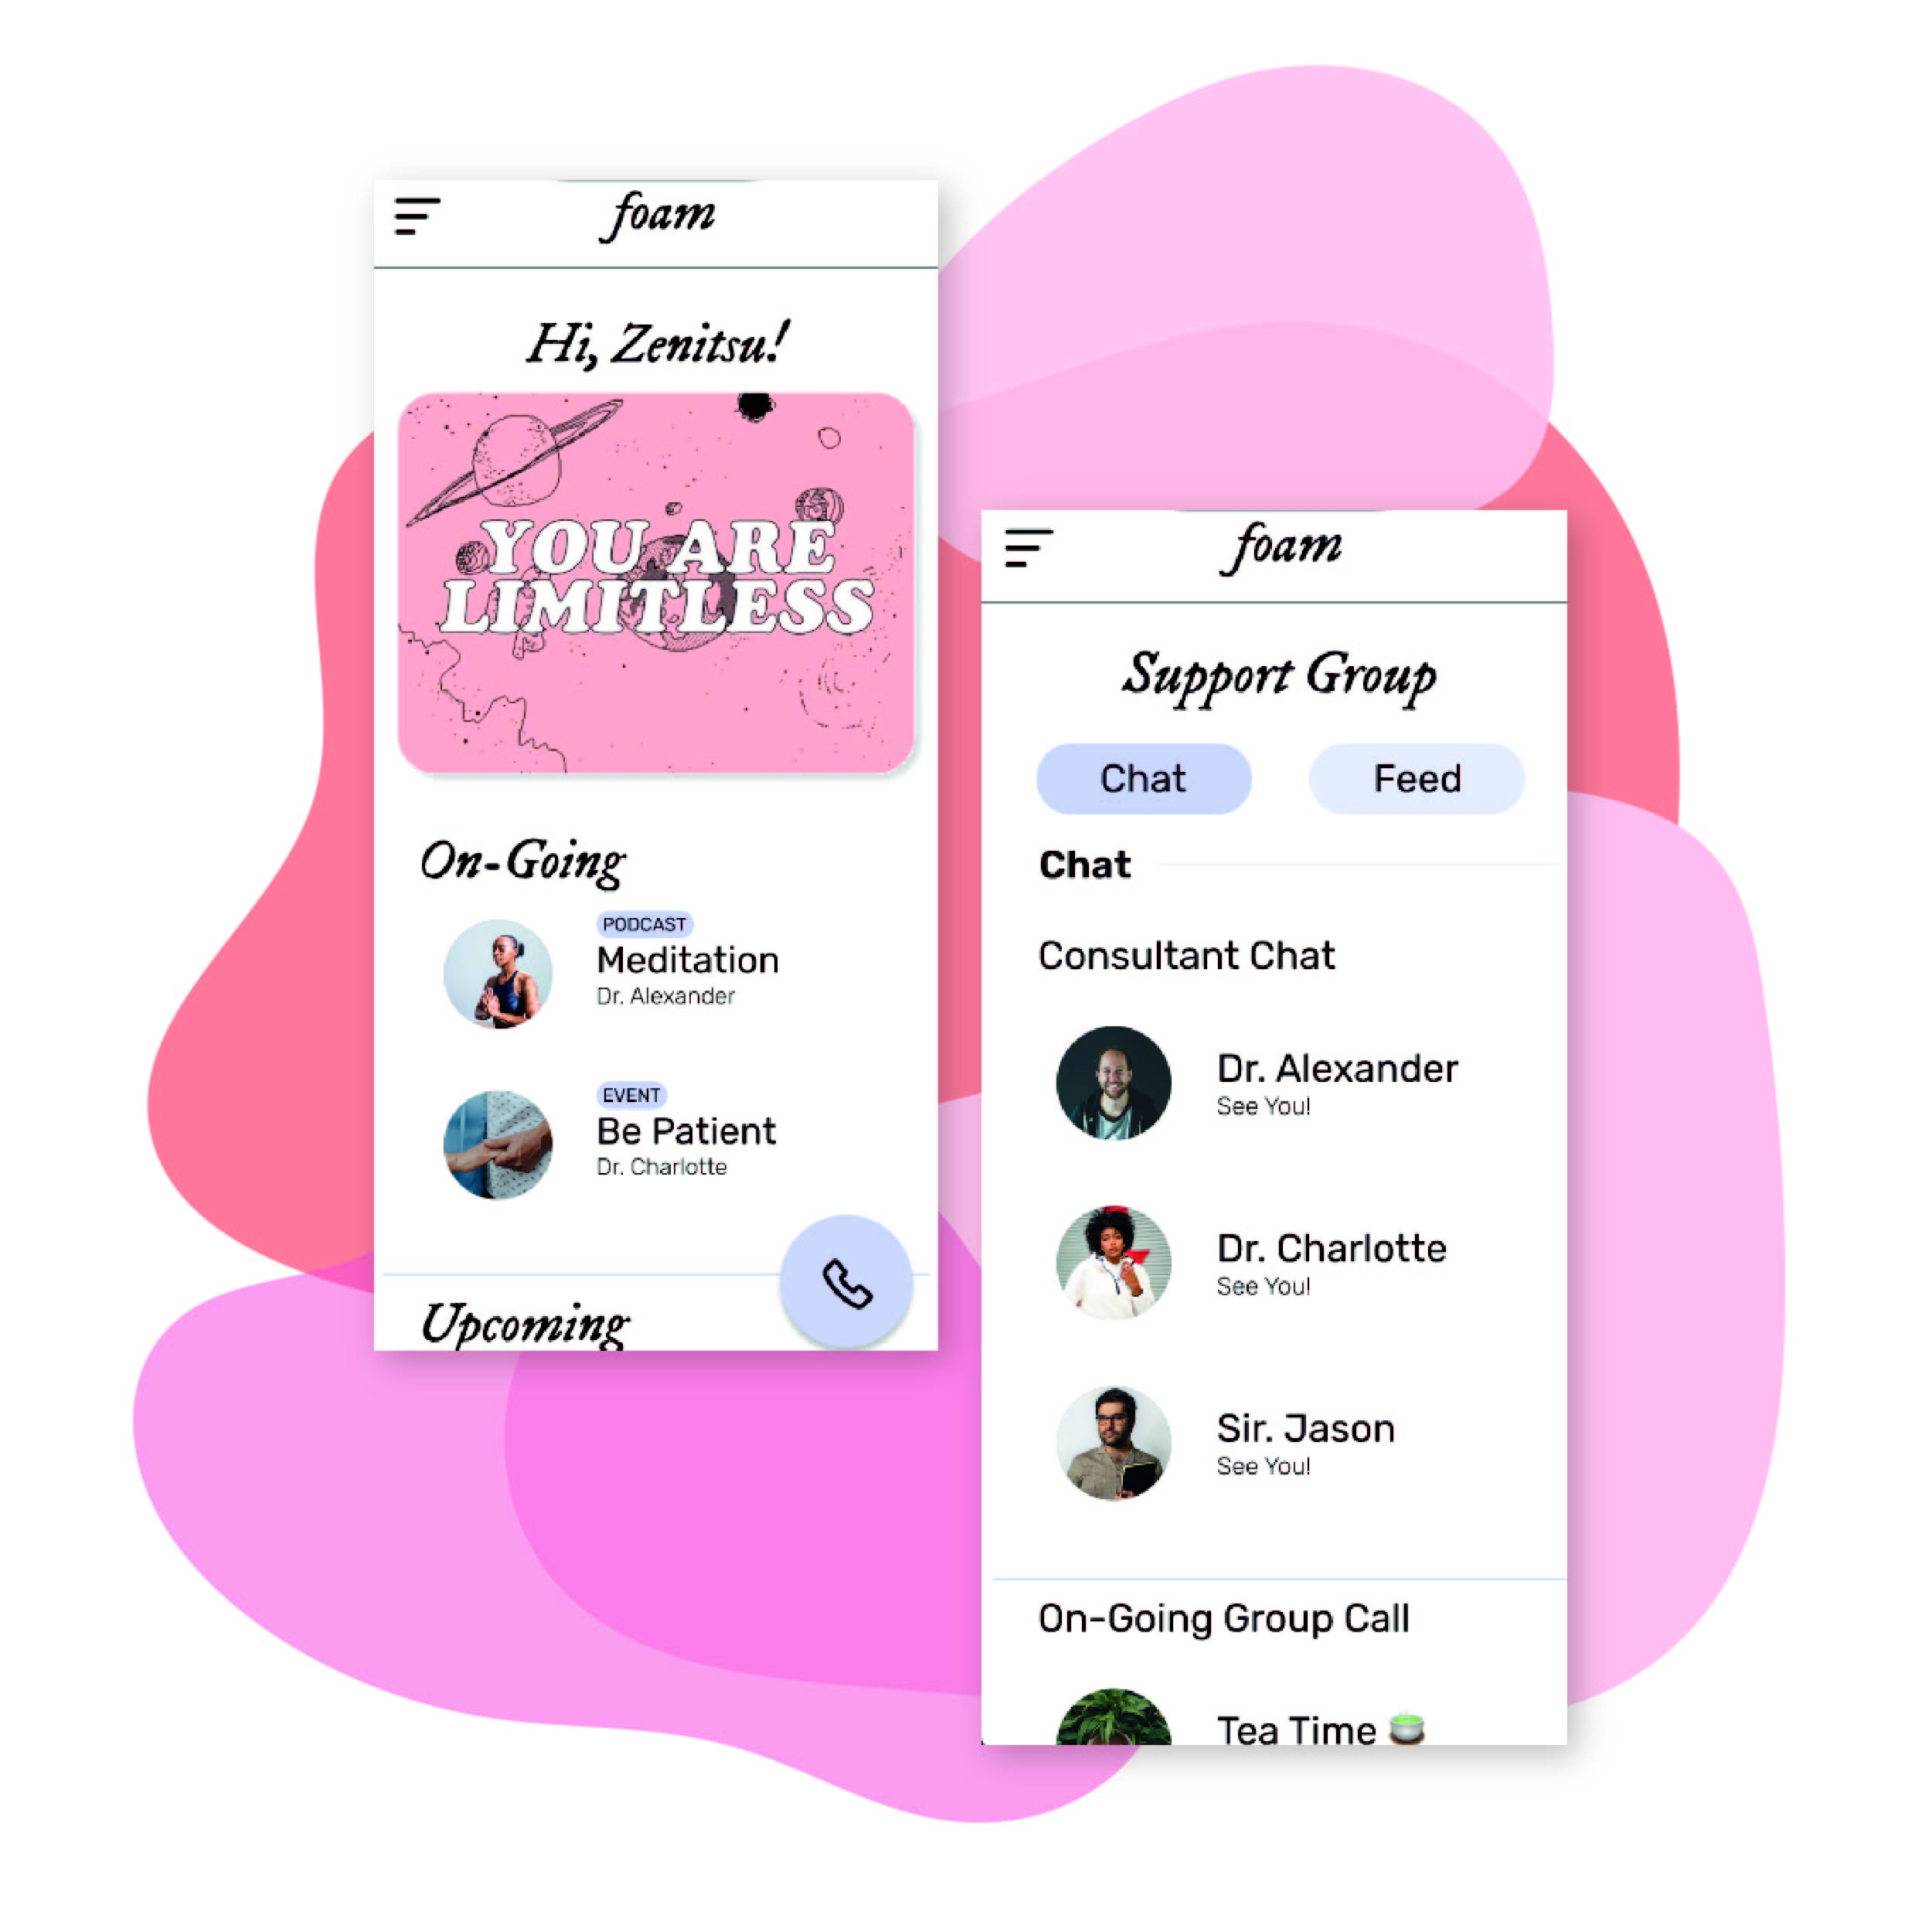 foam
Hi, Zenitsu!
YOU ARE
LIMITLESS
On-Going
PODCAST
Meditation
Dr. Alexander
EVENT
Be Patient
Dr. Charlotte
Upcoming
foam
Support Group
Chat
Feed
Chat
Consultant Chat
Dr. Alexander
See You!
Dr. Charlotte
See You!
Sir. Jason
See You!
On-Going Group Call
Tea Time 🍵